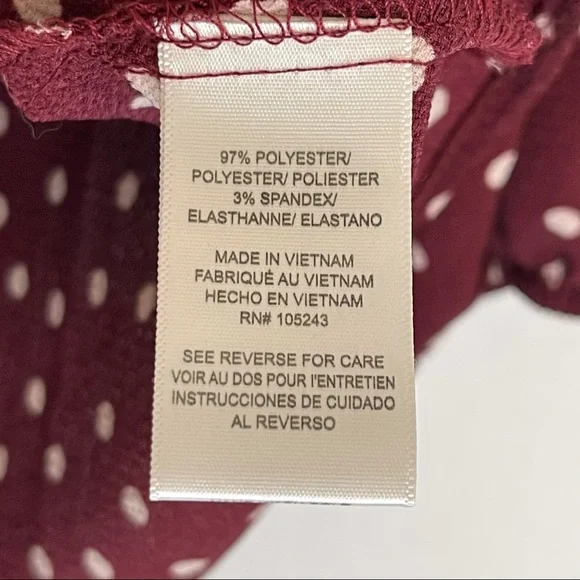 97% POLYESTER/
POLYESTER/ POLIESTER
3% SPANDEX/
ELASTHANNE/ ELASTANO
MADE IN VIETNAM
FABRIQUÉ AU VIETNAM
HECHO EN VIETNAM
RN# 105243
SEE REVERSE FOR CARE
VOIR AU DOS POUR l'ENTRETIEN
INSTRUCCIONES DE CUIDADO
AL REVERSO